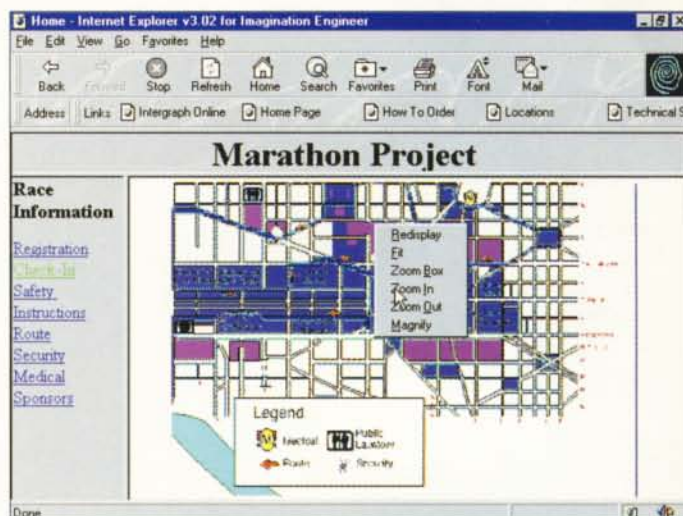 Home - Internet Explorer v3.02 for Imagination Engineer
File Edit View Go Favorites Help
Back Forward Stop Refresh Home Search Favorites Print Font Mail
Address Links Intergraph Online Home Page How To Order Locations Technical S
Marathon Project
Race
Information
Registration
Check-In
Safety
Instructions
Route
Security
Medical
Sponsors
Redisplay
Fit
Zoom Box
Zoom In
Zoom Out
Magnify
Legend
Medical Public
Route Security
Done